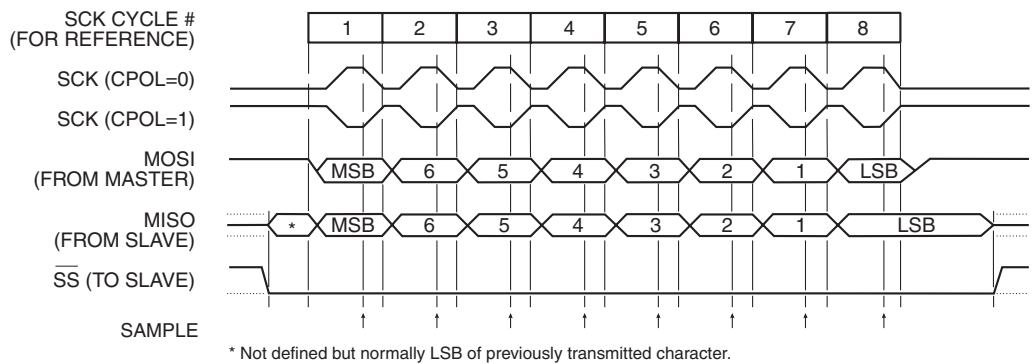 SCK CYCLE #
(FOR REFERENCE)
1 2 3 4 5 6 7 8
SCK (CPOL=0)
SCK (CPOL=1)
MOSI
(FROM MASTER)
MSB 6 5 4 3 2 1 LSB
MISO
(FROM SLAVE)
* MSB 6 5 4 3 2 1 LSB
SS (TO SLAVE)
SAMPLE
* Not defined but normally LSB of previously transmitted character.